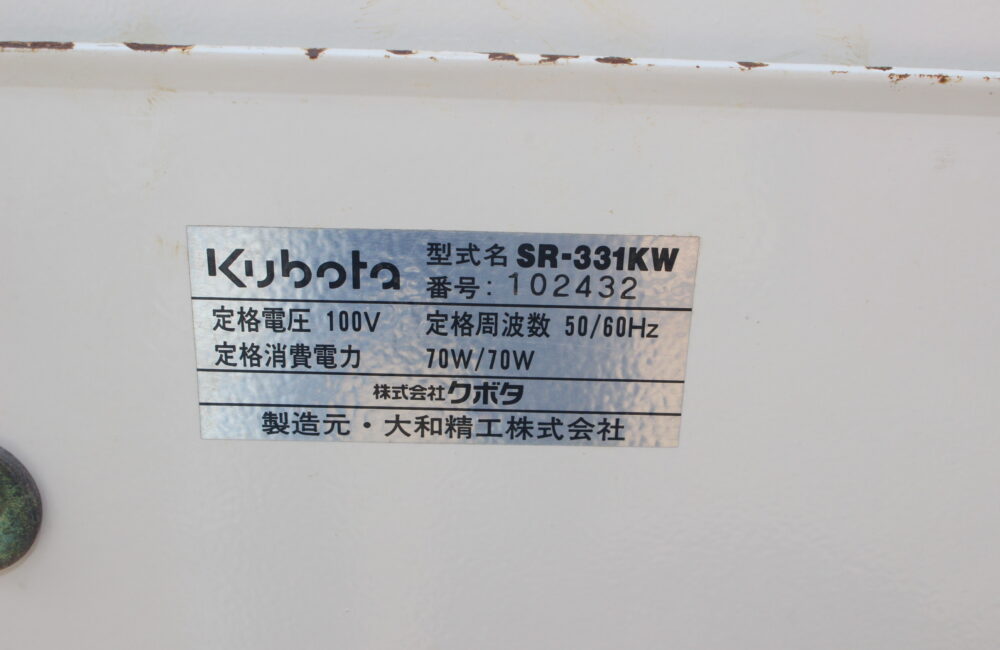 Kubota 型式名 SR-331KW
番号: 102432
定格電圧 100V 定格周波数 50/60Hz
定格消費電力 70W/70W
株式会社クボタ
製造元・大和精工株式会社